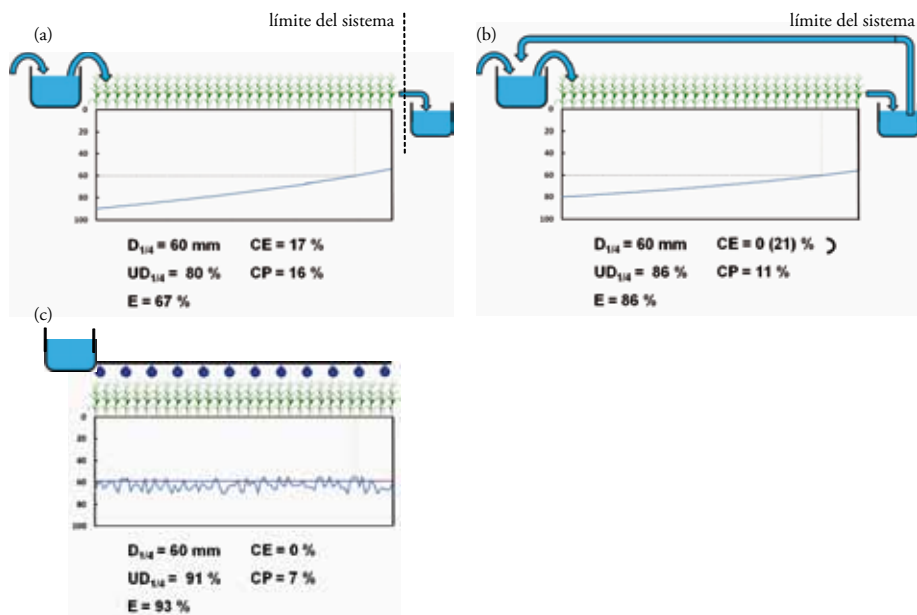 límite del sistema
(a)
0
20
40
60
80
100
D1/4 = 60 mm CE = 17 %
UD1/4 = 80 % CP = 16 %
E = 67 %
límite del sistema
(b)
0
20
40
60
80
100
D1/4 = 60 mm CE = 0 (21) %
UD1/4 = 86 % CP = 11 %
E = 86 %
(c)
0
20
40
60
80
100
D1/4 = 60 mm CE = 0 %
UD1/4 = 91 % CP = 7 %
E = 93 %